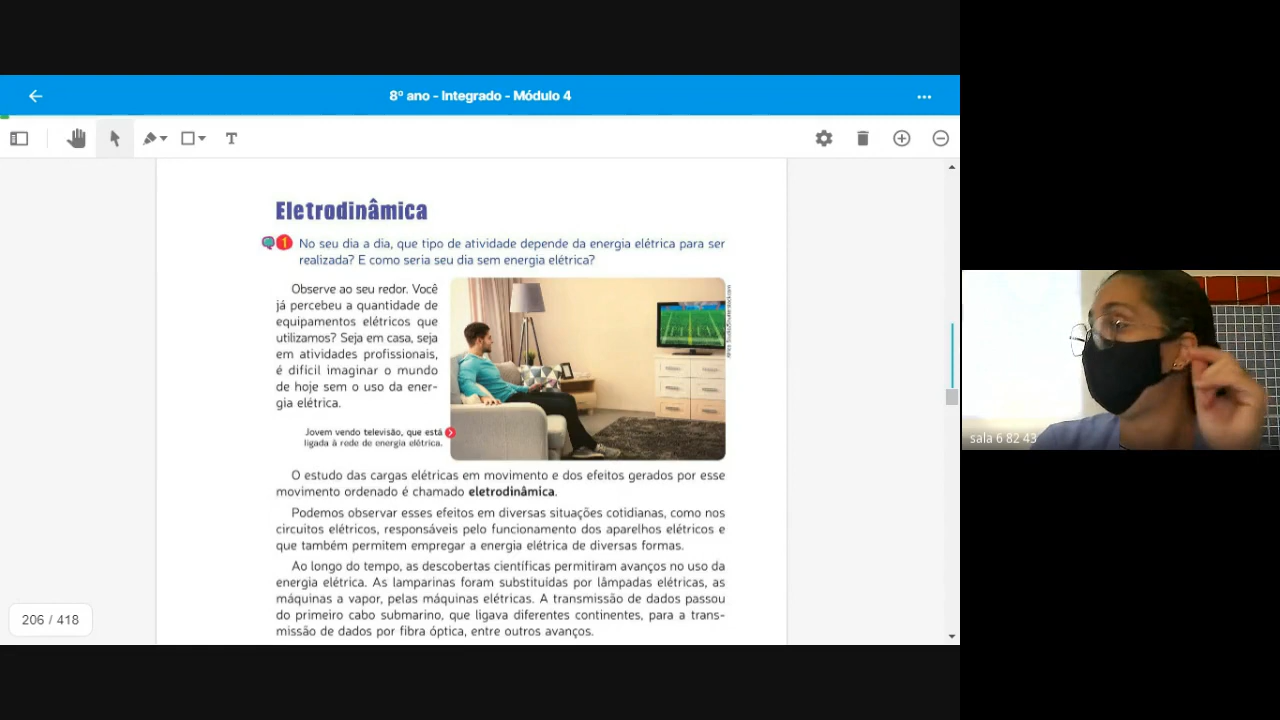 8º ano - Integrado - Módulo 4
T
Eletrodinâmica
1 No seu dia a dia, que tipo de atividade depende da energia elétrica para ser
realizada? E como seria seu dia sem energia elétrica?
Observe ao seu redor. Você
já percebeu a quantidade de
equipamentos elétricos que
utilizamos? Seja em casa, seja
em atividades profissionais,
é difícil imaginar o mundo
de hoje sem o uso da ener-
gia elétrica.
Jovem vendo televisão, que está
ligada à rede de energia elétrica.
O estudo das cargas elétricas em movimento e dos efeitos gerados por esse
movimento ordenado é chamado eletrodinâmica.
Podemos observar esses efeitos em diversas situações cotidianas, como nos
circuitos elétricos, responsáveis pelo funcionamento dos aparelhos elétricos e
que também permitem empregar a energia elétrica de diversas formas.
Ao longo do tempo, as descobertas científicas permitiram avanços no uso da
energia elétrica. As lamparinas foram substituídas por lâmpadas elétricas, as
máquinas a vapor, pelas máquinas elétricas. A transmissão de dados passou
do primeiro cabo submarino, que ligava diferentes continentes, para a trans-
missão de dados por fibra óptica, entre outros avanços.
206 / 418
sala 6 82 43